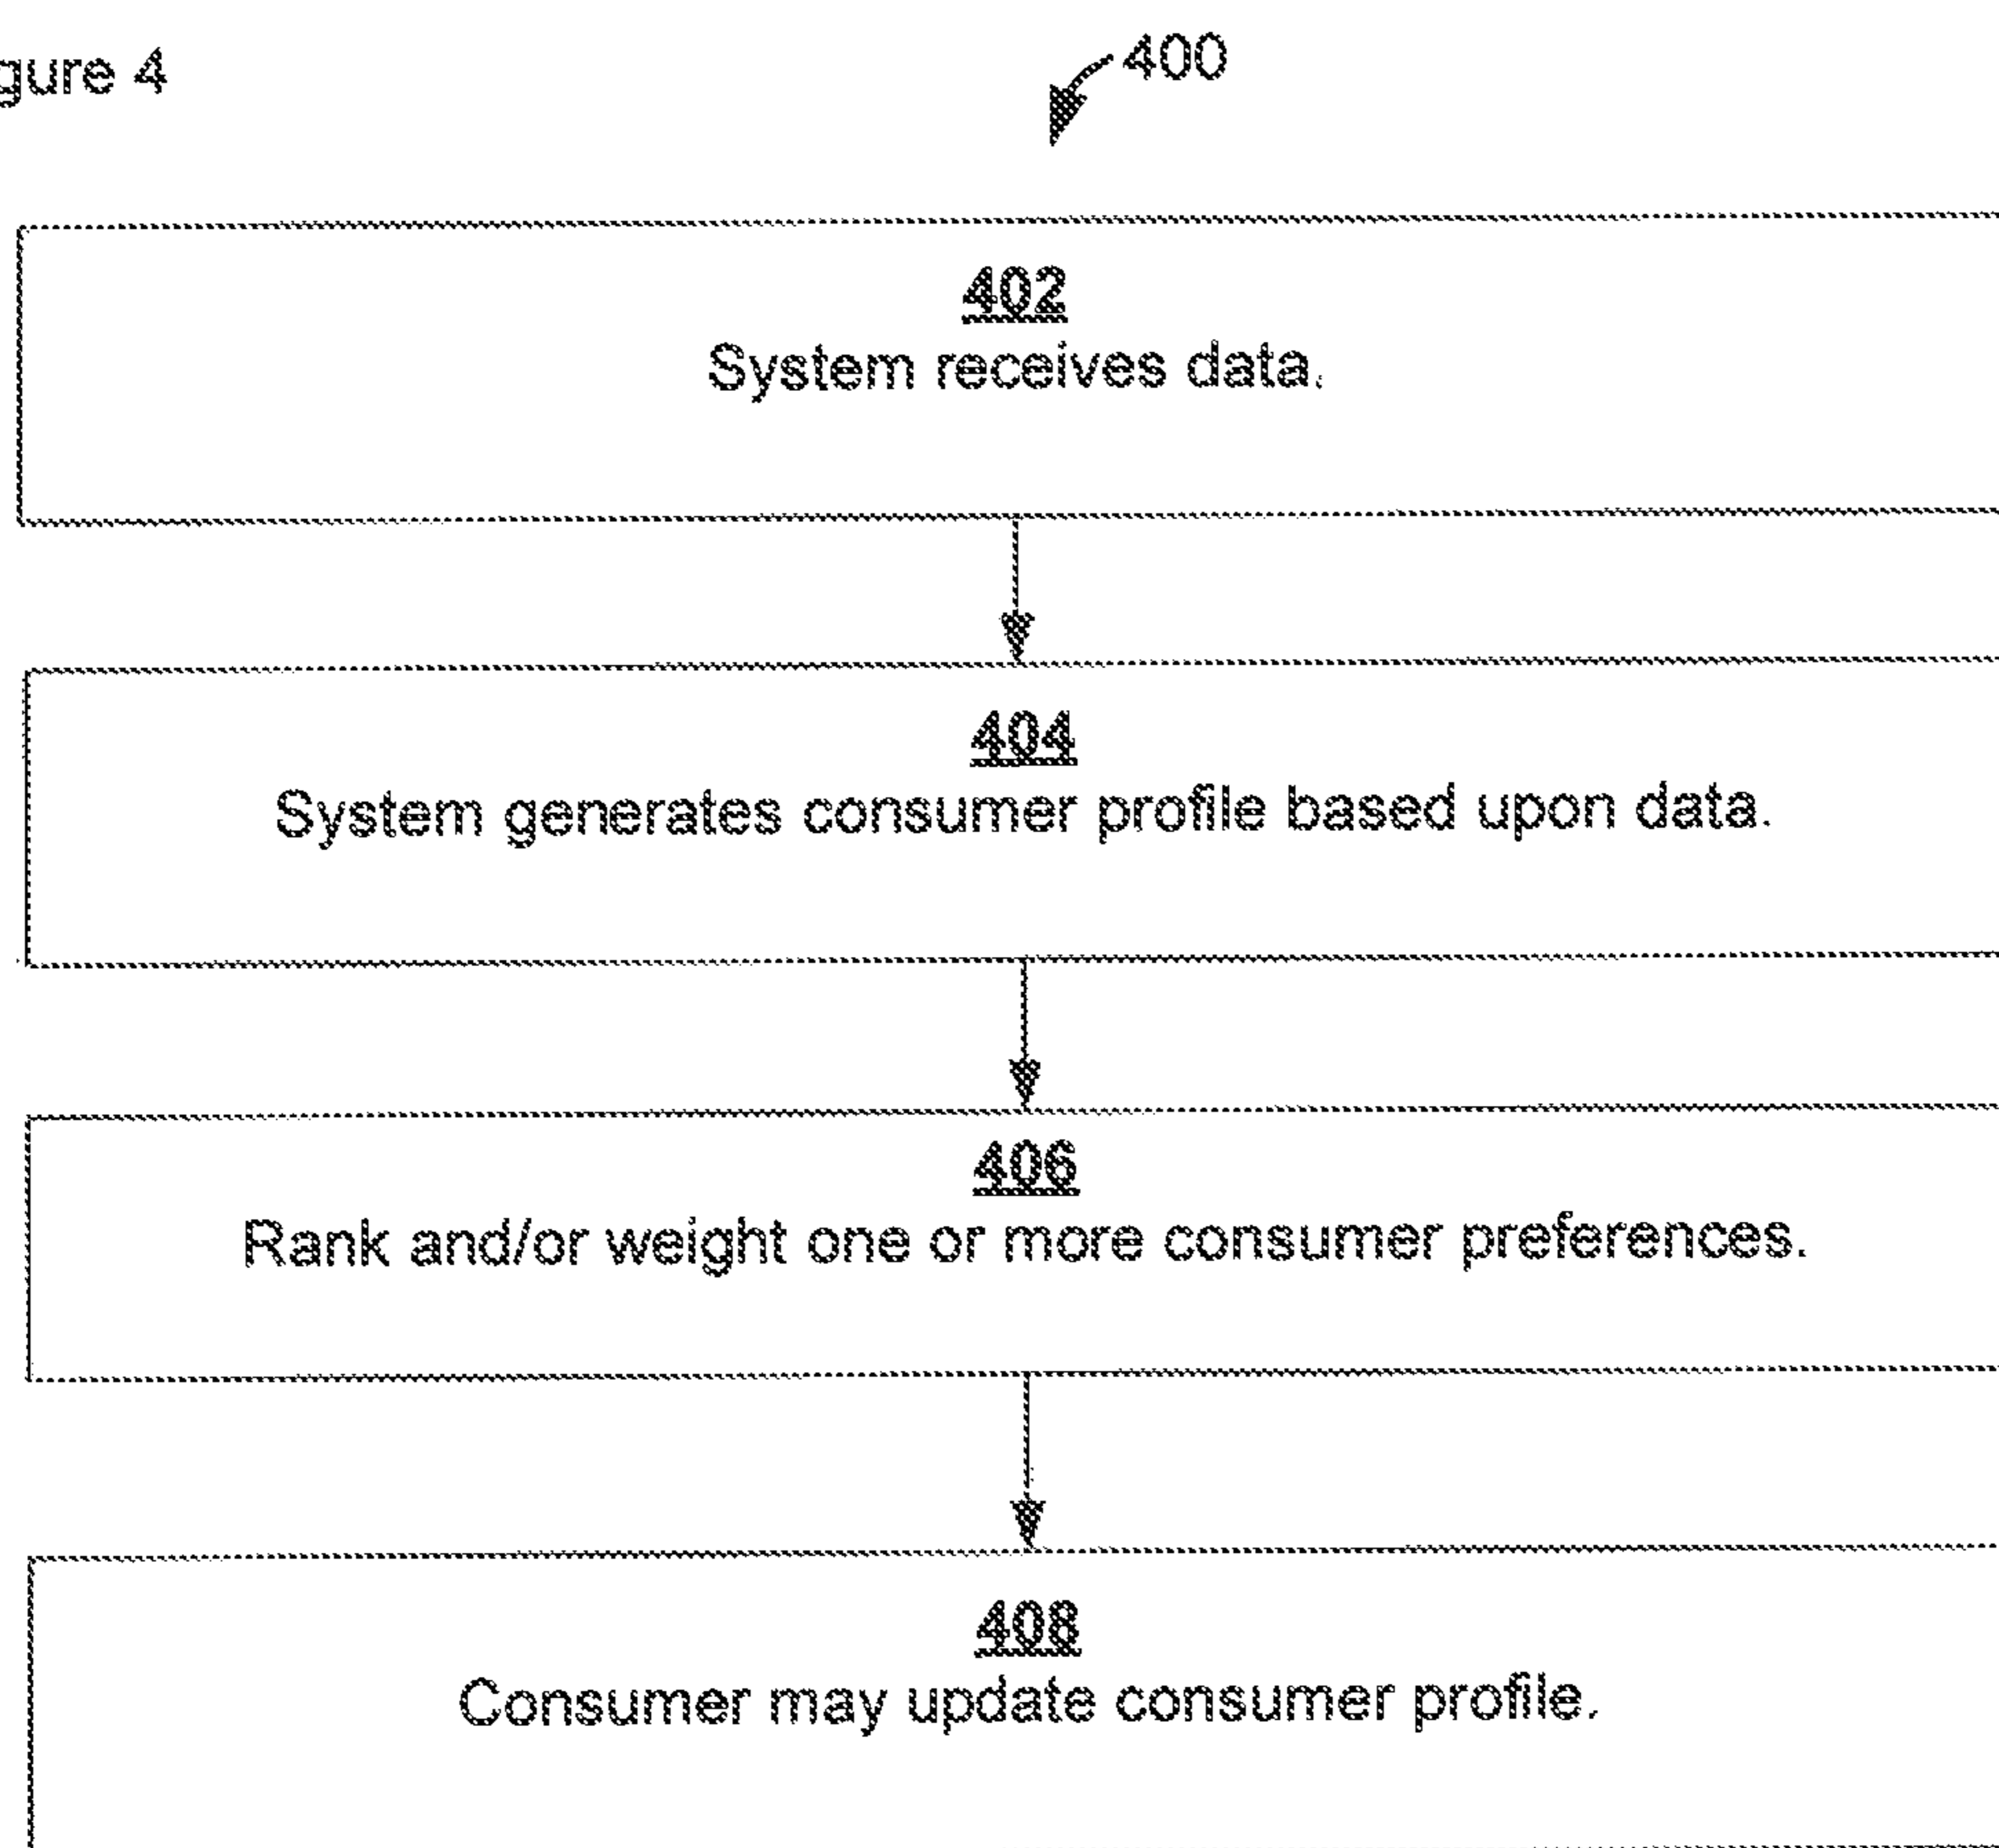 gure 4
400
402
System receives data.
404
System generates consumer profile based upon data.
406
Rank and/or weight one or more consumer preferences.
408
Consumer may update consumer profile.